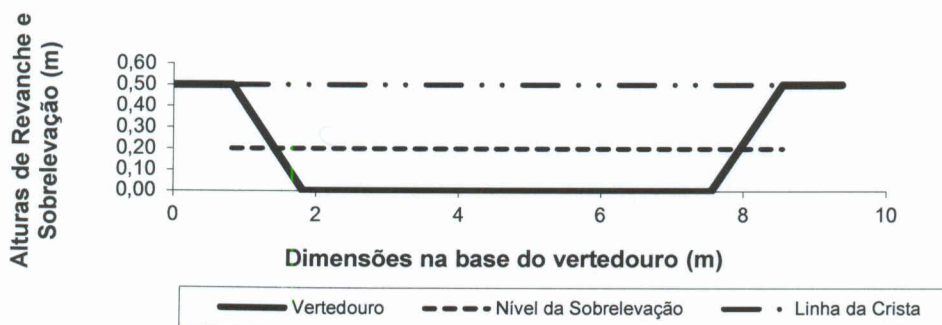 Alturas de Revanche e
Sobrelevação (m)
0,60
0,50
0,40
0,30
0,20
0,10
0,00
0 2 4 6 8 10
Dimensões na base do vertedouro (m)
Vertedouro Nível da Sobrelevação Linha da Crista